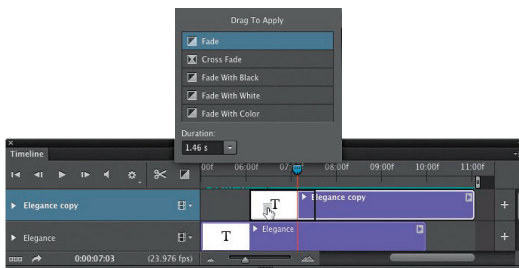 Drag To Apply
Fade
Cross Fade
Fade With Black
Fade With White
Fade With Color
Duration:
1.46 s
Timeline
00f 06:00f 07:00f 08:00f 09:00f 10:00f 11:00f
Elegance copy T Elegance copy
Elegance T Elegance
0:00:07:03 (23.976 fps)